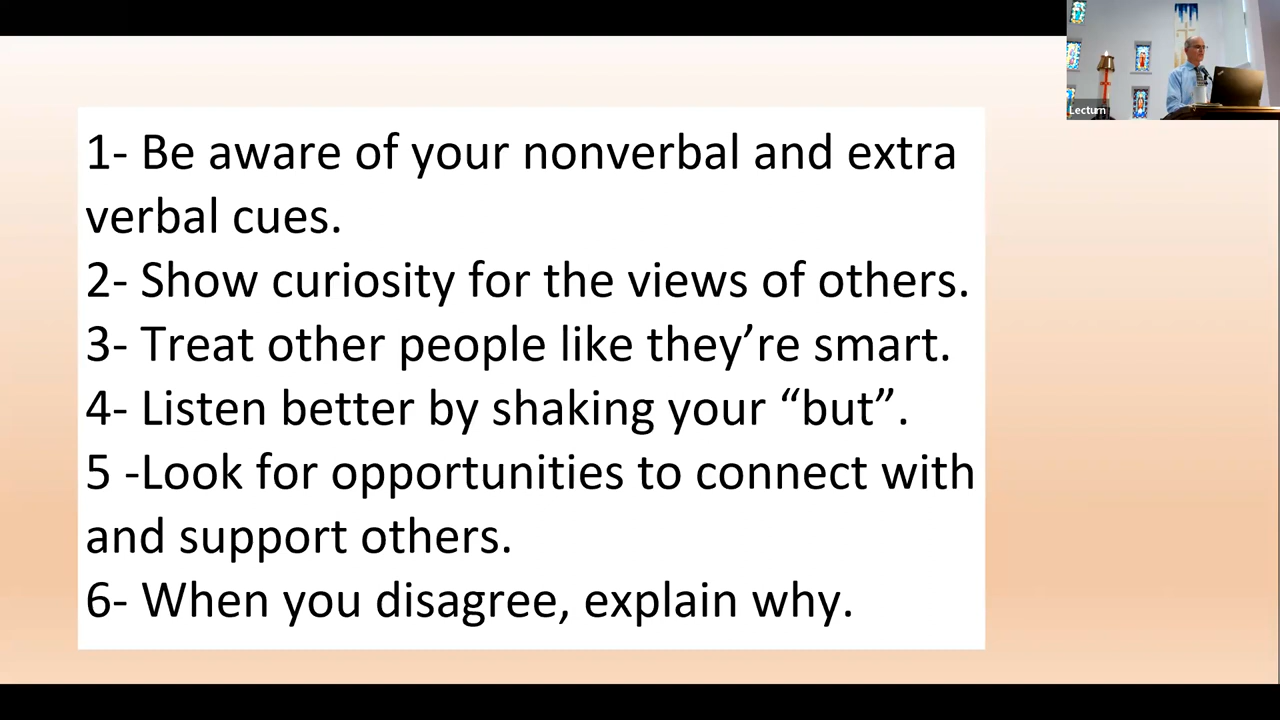 1- Be aware of your nonverbal and extra
verbal cues.
2- Show curiosity for the views of others.
3- Treat other people like they’re smart.
4- Listen better by shaking your “but”.
5 -Look for opportunities to connect with
and support others.
6- When you disagree, explain why.
Lecturn